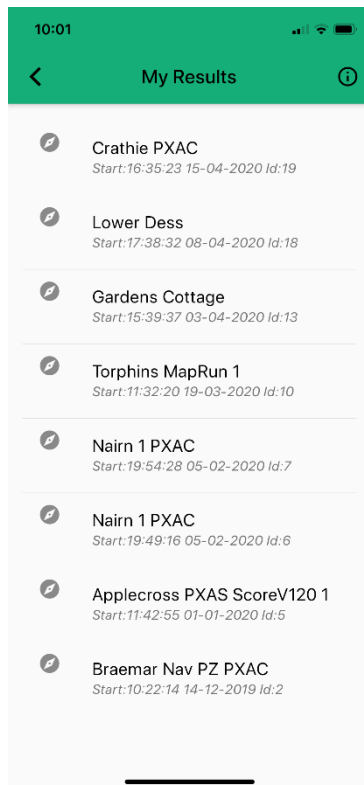 10:01
My Results
Crathie PXAC
Start:16:35:23 15-04-2020 Id:19
Lower Dess
Start:17:38:32 08-04-2020 Id:18
Gardens Cottage
Start:15:39:37 03-04-2020 Id:13
Torphins MapRun 1
Start:11:32:20 19-03-2020 Id:10
Nairn 1 PXAC
Start:19:54:28 05-02-2020 Id:7
Nairn 1 PXAC
Start:19:49:16 05-02-2020 Id:6
Applecross PXAS ScoreV120 1
Start:11:42:55 01-01-2020 Id:5
Braemar Nav PZ PXAC
Start:10:22:14 14-12-2019 Id:2